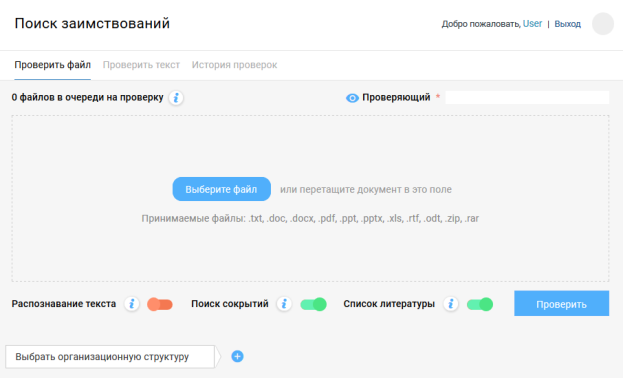 Поиск заимствований
Добро пожаловать, User | Выход
Проверить файл Проверить текст История проверок
0 файлов в очереди на проверку i Проверяющий *
Выберите файл или перетащите документ в это поле
Принимаемые файлы: .txt, .doc, .docx, .pdf, .ppt, .pptx, .xls, .rtf, .odt, .zip, .rar
Распознавание текста i Поиск сокрытий i Список литературы i Проверить
Выбрать организационную структуру +